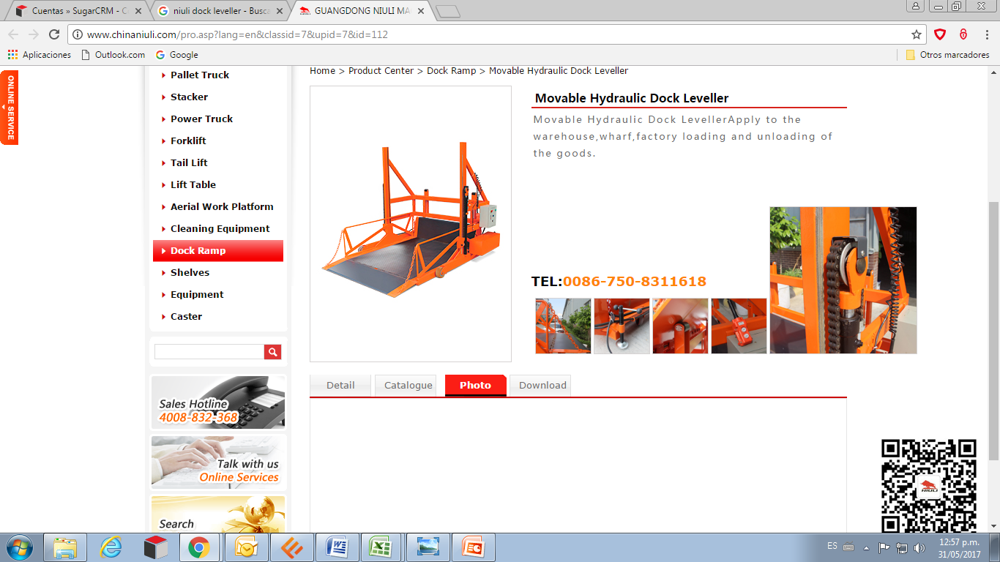 Cuentas » SugarCRM - C
niuli dock leveller - Busca
GUANGDONG NIULI MA
www.chinaniuli.com/pro.asp?lang=en&classid=7&upid=7&id=112
Aplicaciones
Outlook.com
Google
Otros marcadores
ONLINE SERVICE
Pallet Truck
Stacker
Power Truck
Forklift
Tail Lift
Lift Table
Aerial Work Platform
Cleaning Equipment
Dock Ramp
Shelves
Equipment
Caster
Sales Hotline
4008-832-368
Talk with us
Online Services
Search
Home > Product Center > Dock Ramp > Movable Hydraulic Dock Leveller
Movable Hydraulic Dock Leveller
Movable Hydraulic Dock LevellerApply to the
warehouse,wharf,factory loading and unloading of
the goods.
TEL:0086-750-8311618
Detail
Catalogue
Photo
Download
NIULI
ES
12:57 p.m.
31/05/2017